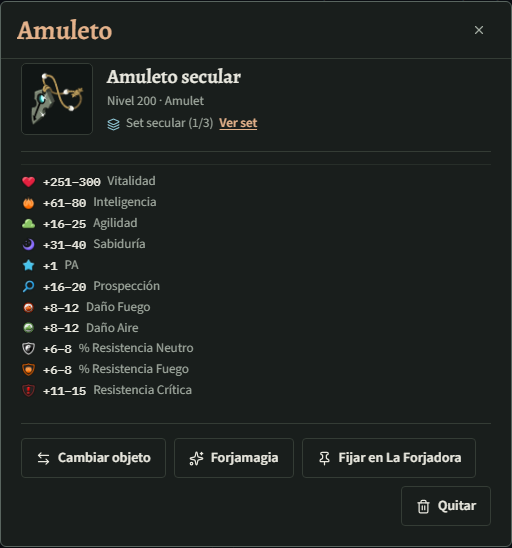 Amuleto
Amuleto secular
Nivel 200 · Amulet
Set secular (1/3) Ver set
+251–300 Vitalidad
+61–80 Inteligencia
+16–25 Agilidad
+31–40 Sabiduría
+1 PA
+16–20 Prospección
+8–12 Daño Fuego
+8–12 Daño Aire
+6–8 % Resistencia Neutro
+6–8 % Resistencia Fuego
+11–15 Resistencia Crítica
Cambiar objeto Forjamagia Fijar en La Forjadora
Quitar